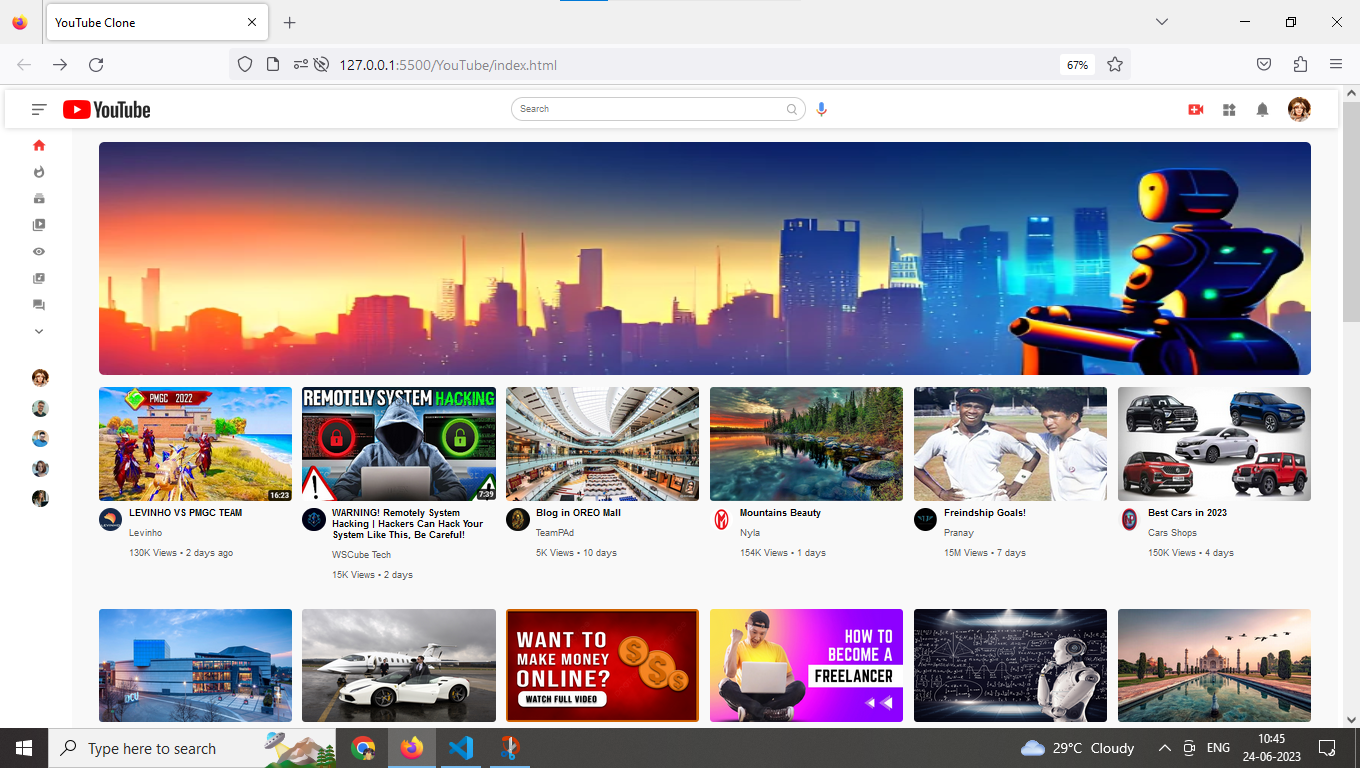 YouTube Clone
127.0.0.1:5500/YouTube/index.html
67%
YouTube
Search
PMGC 2022
16:23
REMOTELY SYSTEM HACKING
7:39
LEVINHO VS PMGC TEAM
Levinho
130K Views • 2 days ago
WARNING! Remotely System
Hacking | Hackers Can Hack Your
System Like This, Be Careful!
WSCube Tech
15K Views • 2 days
Blog in OREO Mall
TeamPAd
5K Views • 10 days
Mountains Beauty
Nyla
154K Views • 1 days
Freindship Goals!
Pranay
15M Views • 7 days
Best Cars in 2023
Cars Shops
150K Views • 4 days
DCU
WANT TO
MAKE MONEY
ONLINE?
WATCH FULL VIDEO
HOW TO
BECOME A
FREELANCER
Type here to search
29°C Cloudy
ENG
10:45
24-06-2023